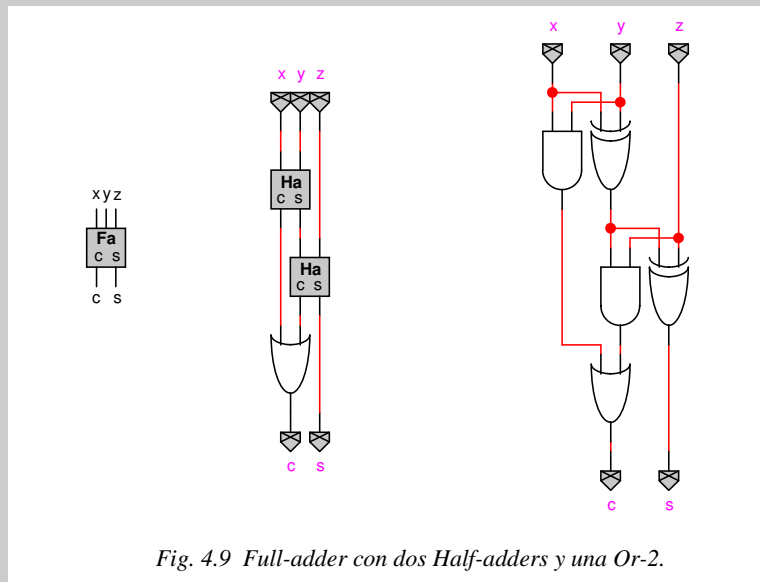 x y z
Fa
c s
c s
x y z
Ha
c s
Ha
c s
c s
x y z
c s
Fig. 4.9 Full-adder con dos Half-adders y una Or-2.